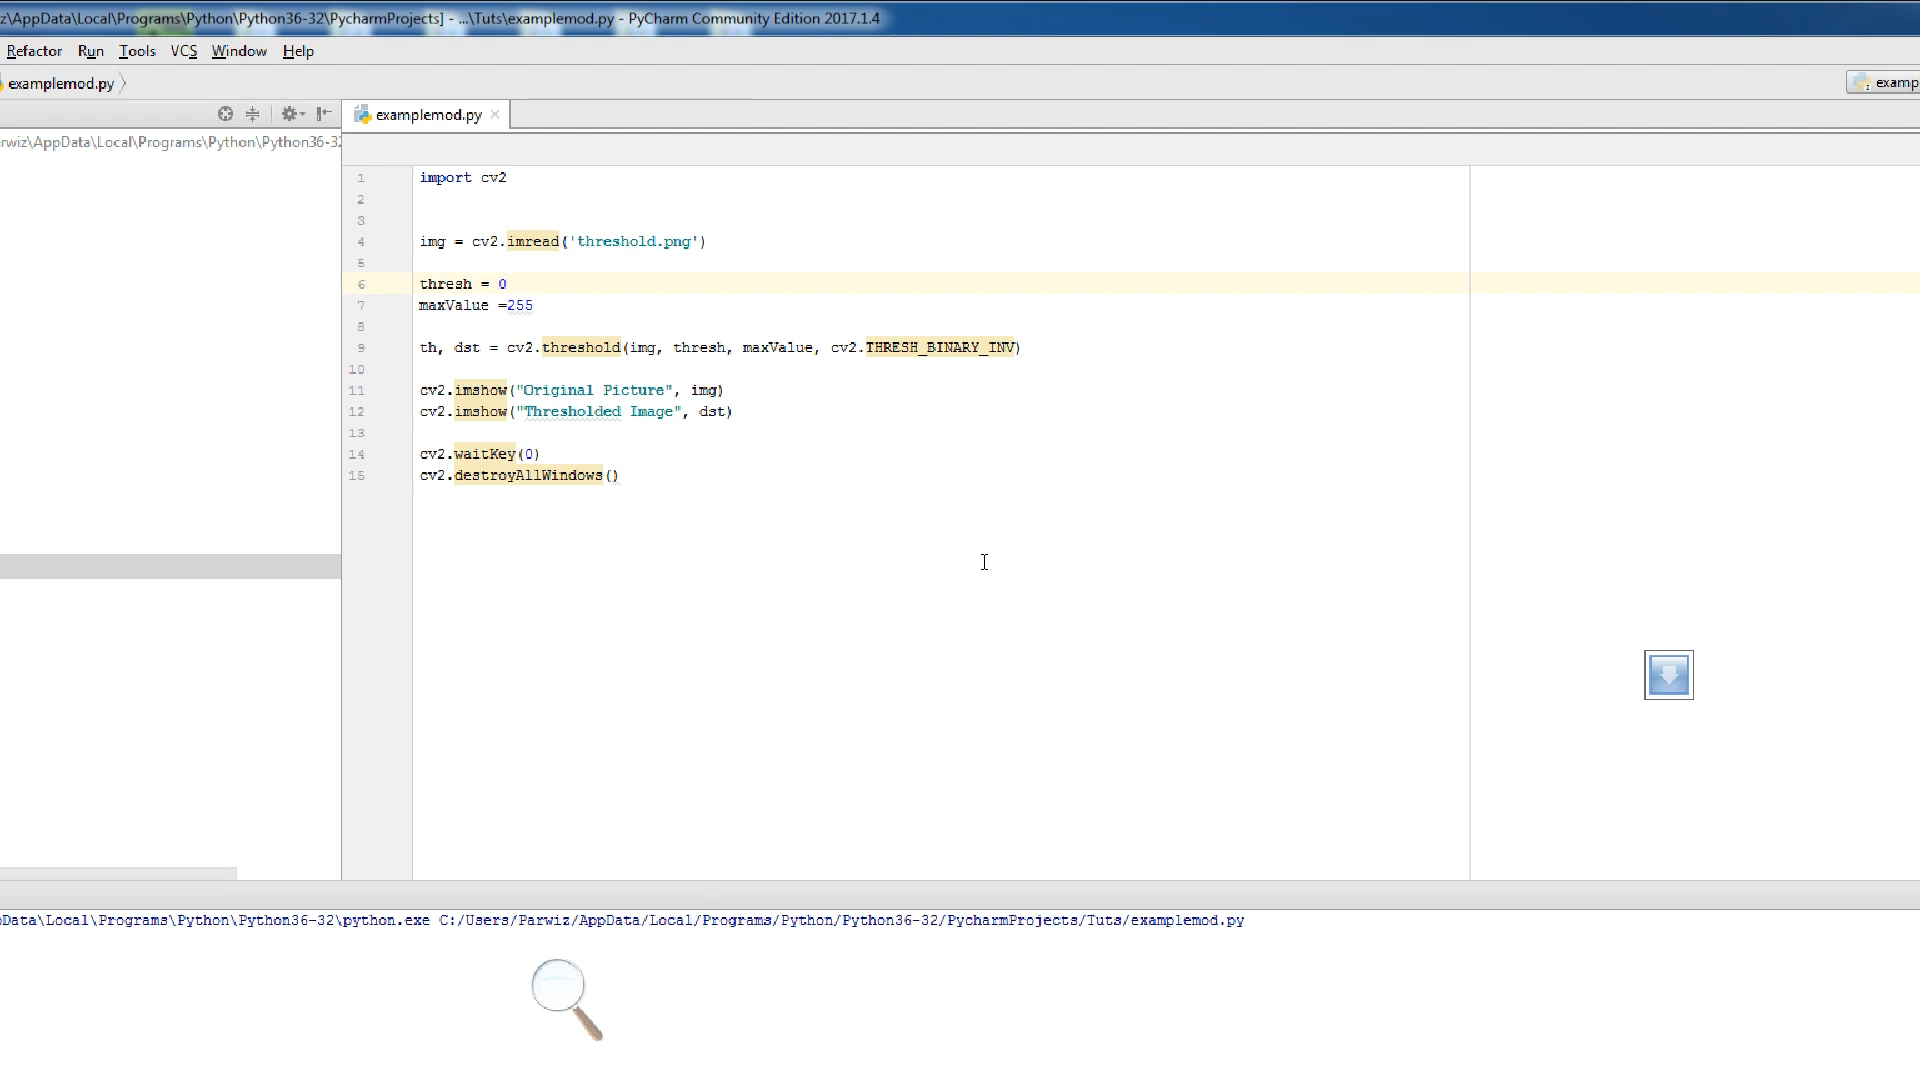 z\AppData\Local\Programs\Python\Python36-32\PycharmProjects] - ...\Tuts\examplemod.py - PyCharm Community Edition 2017.1.4
Refactor Run Tools VCS Window Help
examplemod.py
examp
examplemod.py
rwiz\AppData\Local\Programs\Python\Python36-32
1 import cv2
2
3
4 img = cv2.imread('threshold.png')
5
6 thresh = 0
7 maxValue =255
8
9 th, dst = cv2.threshold(img, thresh, maxValue, cv2.THRESH_BINARY_INV)
10
11 cv2.imshow("Original Picture", img)
12 cv2.imshow("Thresholded Image", dst)
13
14 cv2.waitKey(0)
15 cv2.destroyAllWindows()
pData\Local\Programs\Python\Python36-32\python.exe C:/Users/Parwiz/AppData/Local/Programs/Python/Python36-32/PycharmProjects/Tuts/examplemod.py